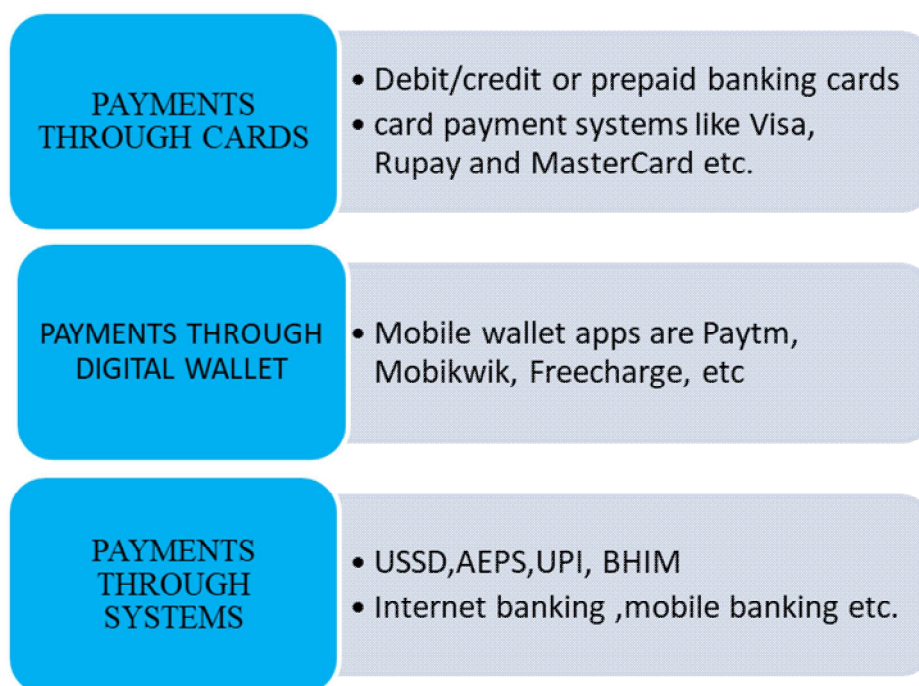 PAYMENTS
THROUGH CARDS
• Debit/credit or prepaid banking cards
• card payment systems like Visa,
Rupay and MasterCard etc.
PAYMENTS THROUGH
DIGITAL WALLET
• Mobile wallet apps are Paytm,
Mobikwik, Freecharge, etc
PAYMENTS
THROUGH
SYSTEMS
• USSD,AEPS,UPI, BHIM
• Internet banking ,mobile banking etc.